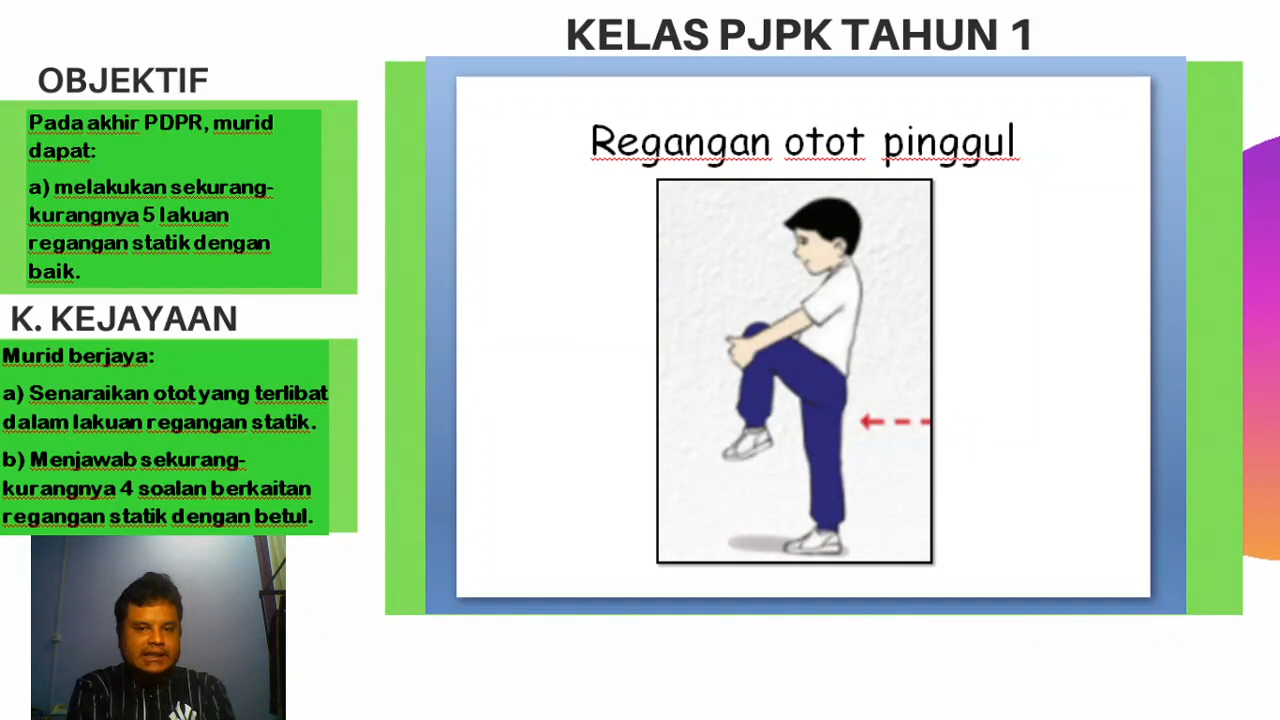 KELAS PJPK TAHUN 1
OBJEKTIF
Pada akhir PDPR, murid
dapat:
a) melakukan sekurang-
kurangnya 5 lakuan
regangan statik dengan
baik.
K. KEJAYAAN
Murid berjaya:
a) Senaraikan otot yang terlibat
dalam lakuan regangan statik.
b) Menjawab sekurang-
kurangnya 4 soalan berkaitan
regangan statik dengan betul.
Regangan otot pinggul